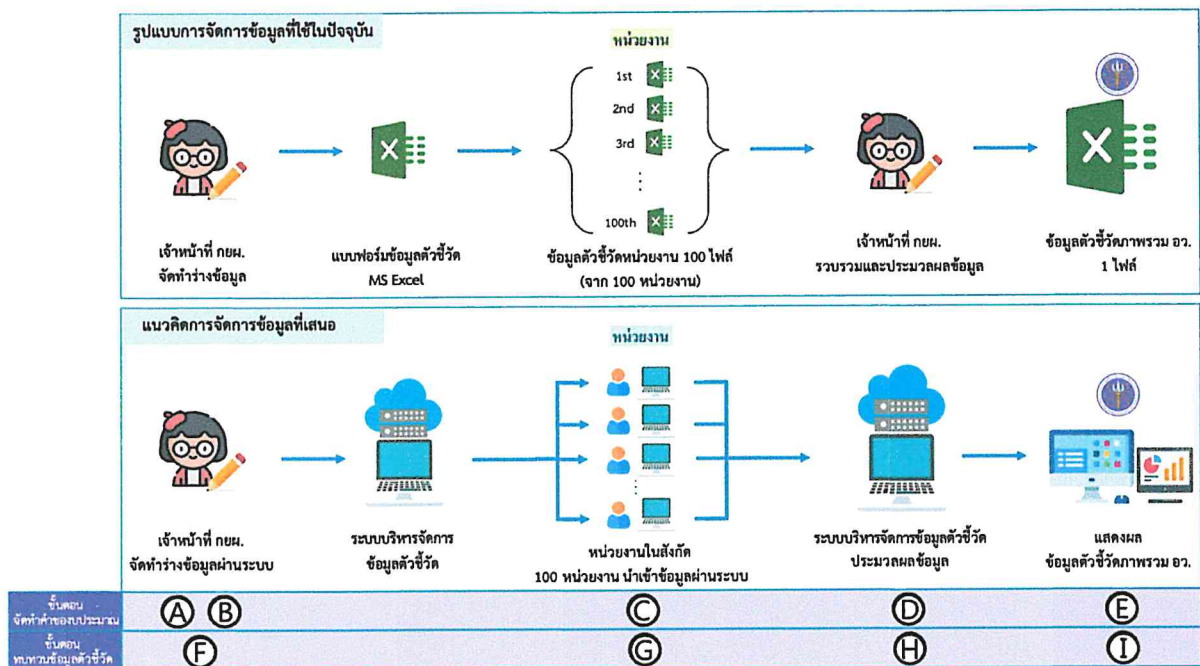 รูปแบบการจัดการข้อมูลที่ใช้ในปัจจุบัน
หน่วยงาน
1st
2nd
3rd
100th
เจ้าหน้าที่ กยผ.
จัดทำร่างข้อมูล
แบบฟอร์มข้อมูลตัวชี้วัด
MS Excel
ข้อมูลตัวชี้วัดหน่วยงาน 100 ไฟล์
(จาก 100 หน่วยงาน)
เจ้าหน้าที่ กยผ.
รวบรวมและประมวลผลข้อมูล
ข้อมูลตัวชี้วัดภาพรวม อว.
1 ไฟล์
แนวคิดการจัดการข้อมูลที่เสนอ
หน่วยงาน
เจ้าหน้าที่ กยผ.
จัดทำร่างข้อมูลผ่านระบบ
ระบบบริหารจัดการ
ข้อมูลตัวชี้วัด
หน่วยงานในสังกัด
100 หน่วยงาน นำเข้าข้อมูลผ่านระบบ
ระบบบริหารจัดการข้อมูลตัวชี้วัด
ประมวลผลข้อมูล
แสดงผล
ข้อมูลตัวชี้วัดภาพรวม อว.
ขั้นตอน
จัดทำคำของบประมาณ
A B C D E
ขั้นตอน
ทบทวนข้อมูลตัวชี้วัด
F G H I